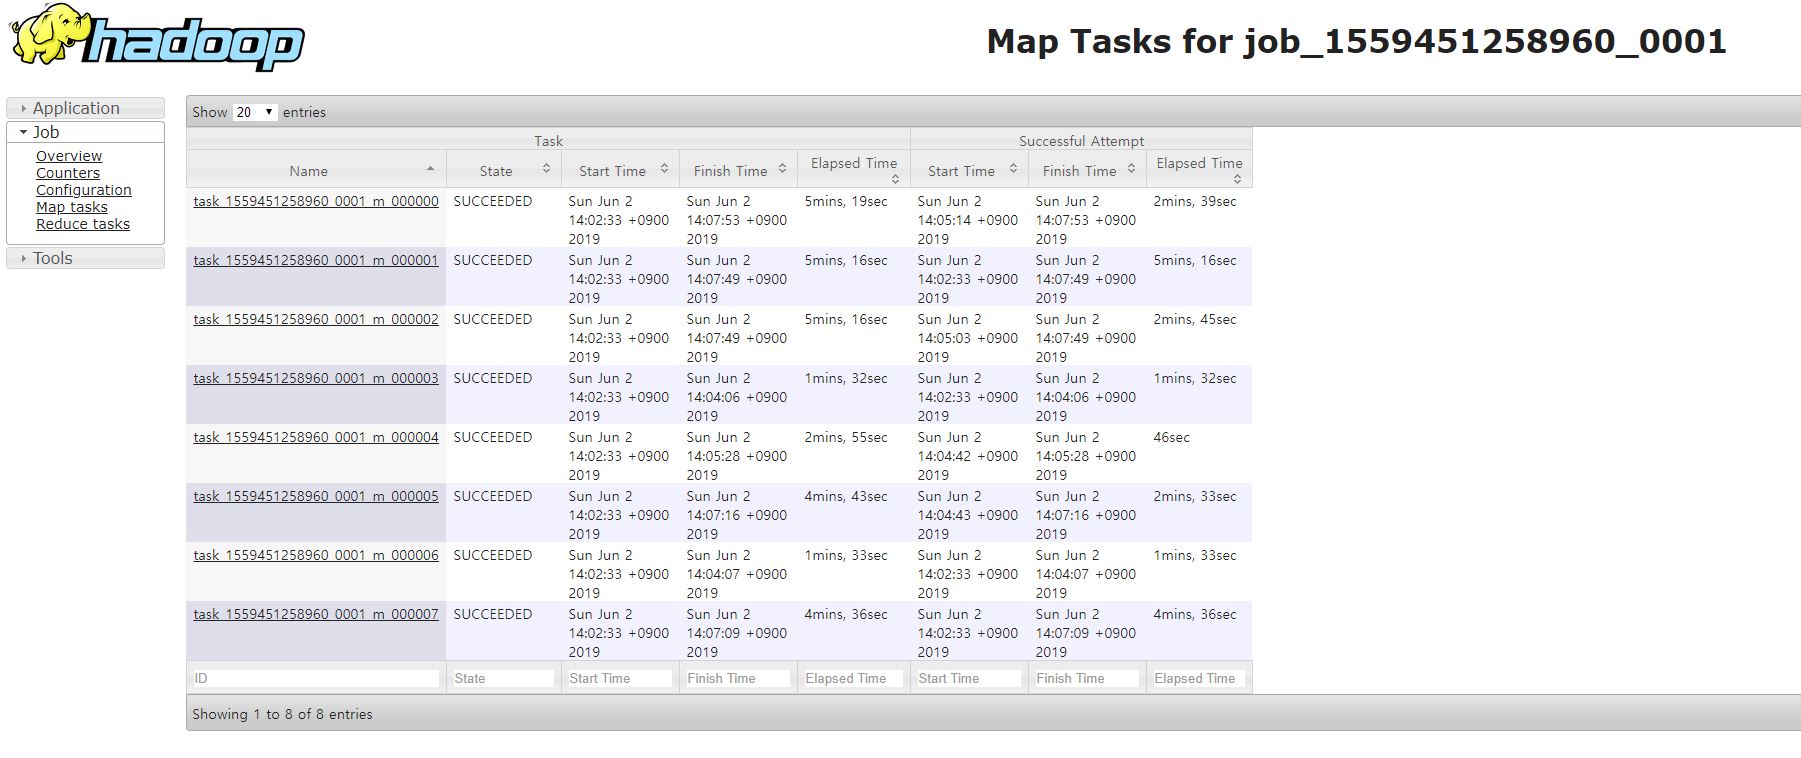 hadoop
Map Tasks for job_1559451258960_0001
Application
Job
Overview
Counters
Configuration
Map tasks
Reduce tasks
Tools
Show 20 entries
Task Successful Attempt
Name State Start Time Finish Time Elapsed Time Start Time Finish Time Elapsed Time
task_1559451258960_0001_m_000000 SUCCEEDED Sun Jun 2 Sun Jun 2 5mins, 19sec Sun Jun 2 Sun Jun 2 2mins, 39sec
14:02:33 +0900 14:07:53 +0900 14:05:14 +0900 14:07:53 +0900
2019 2019 2019 2019
task_1559451258960_0001_m_000001 SUCCEEDED Sun Jun 2 Sun Jun 2 5mins, 16sec Sun Jun 2 Sun Jun 2 5mins, 16sec
14:02:33 +0900 14:07:49 +0900 14:02:33 +0900 14:07:49 +0900
2019 2019 2019 2019
task_1559451258960_0001_m_000002 SUCCEEDED Sun Jun 2 Sun Jun 2 5mins, 16sec Sun Jun 2 Sun Jun 2 2mins, 45sec
14:02:33 +0900 14:07:49 +0900 14:05:03 +0900 14:07:49 +0900
2019 2019 2019 2019
task_1559451258960_0001_m_000003 SUCCEEDED Sun Jun 2 Sun Jun 2 1mins, 32sec Sun Jun 2 Sun Jun 2 1mins, 32sec
14:02:33 +0900 14:04:06 +0900 14:02:33 +0900 14:04:06 +0900
2019 2019 2019 2019
task_1559451258960_0001_m_000004 SUCCEEDED Sun Jun 2 Sun Jun 2 2mins, 55sec Sun Jun 2 Sun Jun 2 46sec
14:02:33 +0900 14:05:28 +0900 14:04:42 +0900 14:05:28 +0900
2019 2019 2019 2019
task_1559451258960_0001_m_000005 SUCCEEDED Sun Jun 2 Sun Jun 2 4mins, 43sec Sun Jun 2 Sun Jun 2 2mins, 33sec
14:02:33 +0900 14:07:16 +0900 14:04:43 +0900 14:07:16 +0900
2019 2019 2019 2019
task_1559451258960_0001_m_000006 SUCCEEDED Sun Jun 2 Sun Jun 2 1mins, 33sec Sun Jun 2 Sun Jun 2 1mins, 33sec
14:02:33 +0900 14:04:07 +0900 14:02:33 +0900 14:04:07 +0900
2019 2019 2019 2019
task_1559451258960_0001_m_000007 SUCCEEDED Sun Jun 2 Sun Jun 2 4mins, 36sec Sun Jun 2 Sun Jun 2 4mins, 36sec
14:02:33 +0900 14:07:09 +0900 14:02:33 +0900 14:07:09 +0900
2019 2019 2019 2019
ID State Start Time Finish Time Elapsed Time Start Time Finish Time Elapsed Time
Showing 1 to 8 of 8 entries